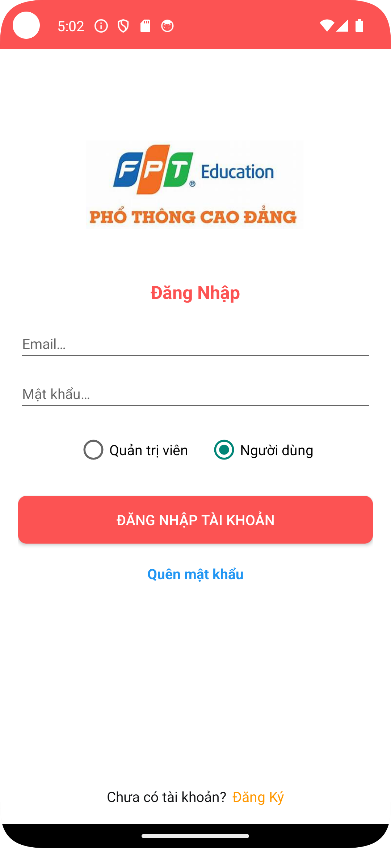 5:02
FPT Education
PHỔ THÔNG CAO ĐẲNG
Đăng Nhập
Email...
Mật khẩu...
Quản trị viên Người dùng
ĐĂNG NHẬP TÀI KHOẢN
Quên mật khẩu
Chưa có tài khoản? Đăng Ký